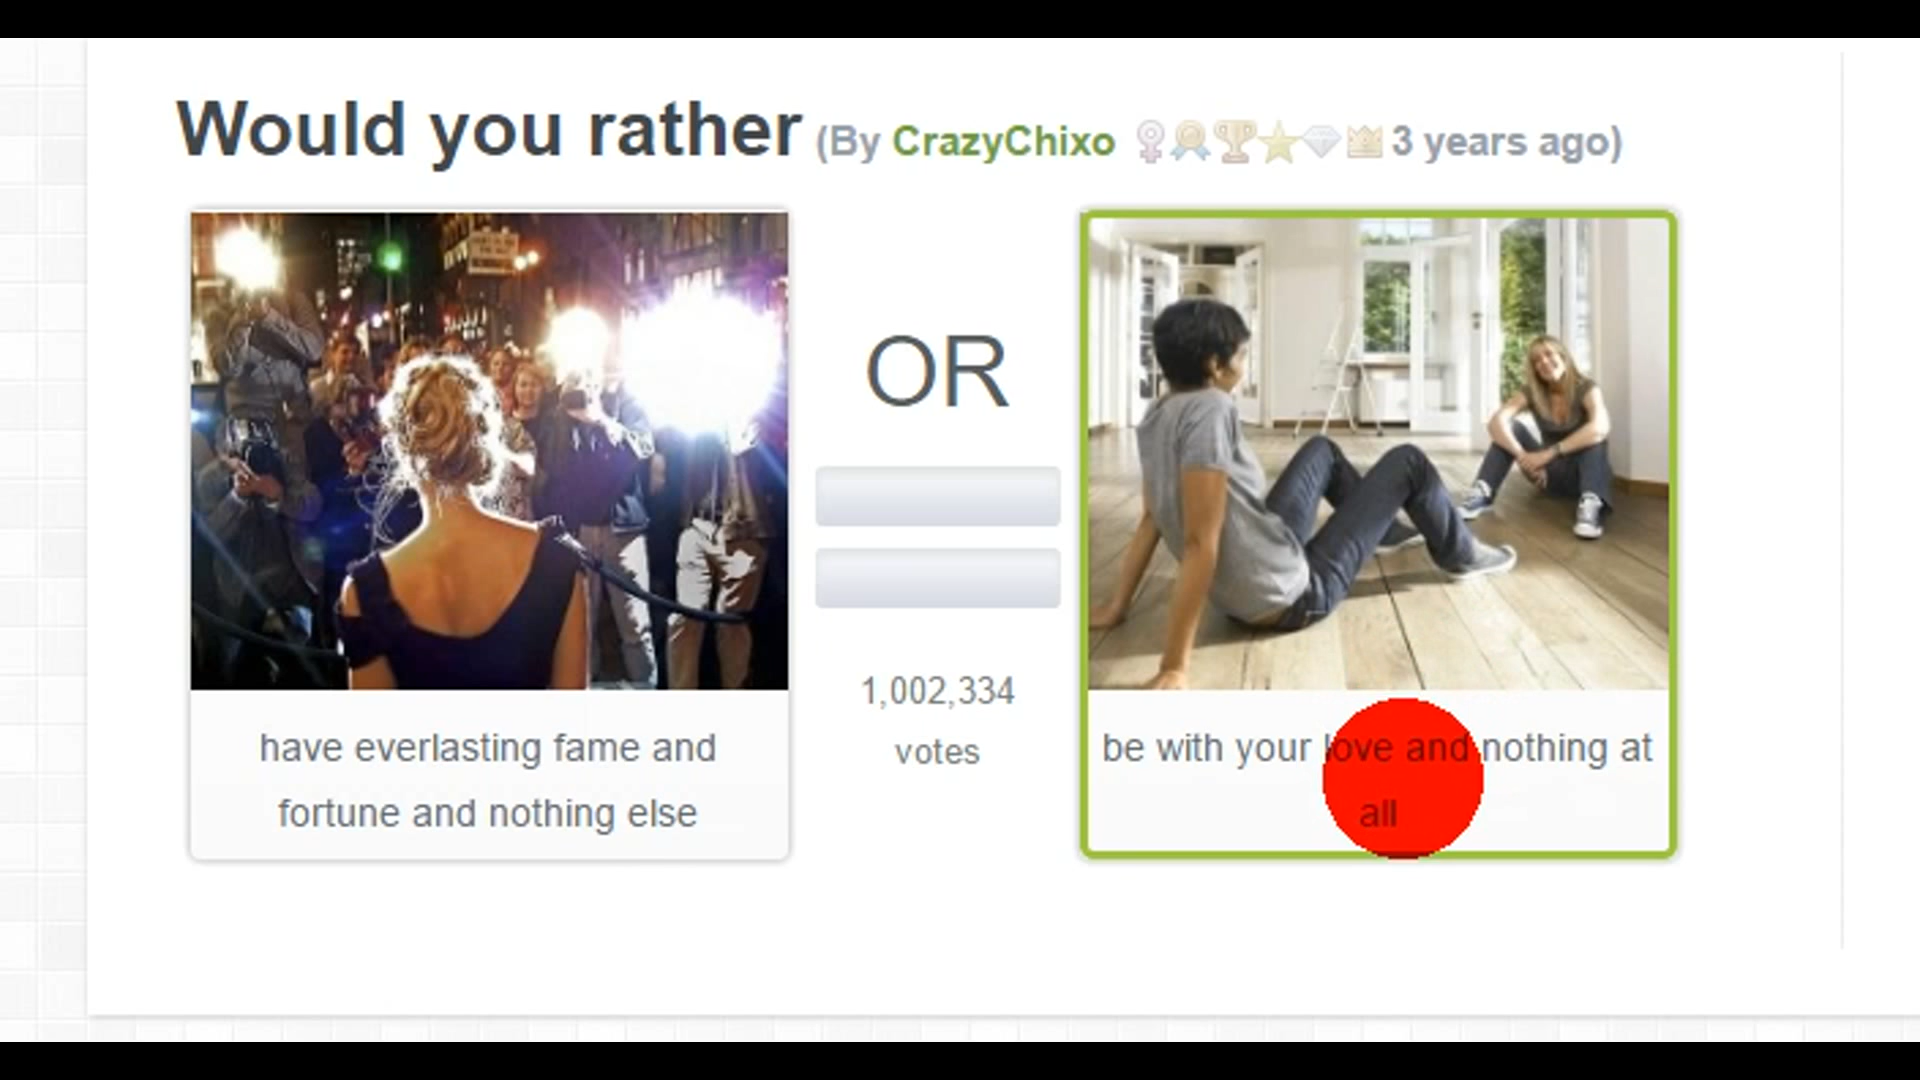 Would you rather (By CrazyChixo 3 years ago)
have everlasting fame and
fortune and nothing else
OR
1,002,334
votes
be with your love and nothing at
all